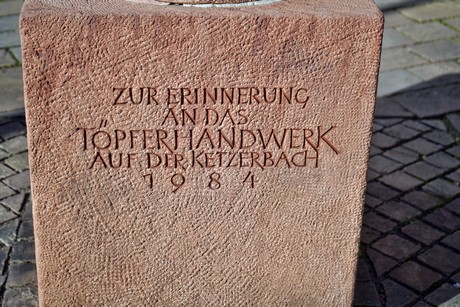 ZUR ERINNERUNG
AN DAS
TÖPFERHANDWERK
AUF DER KETZERBACH
1984